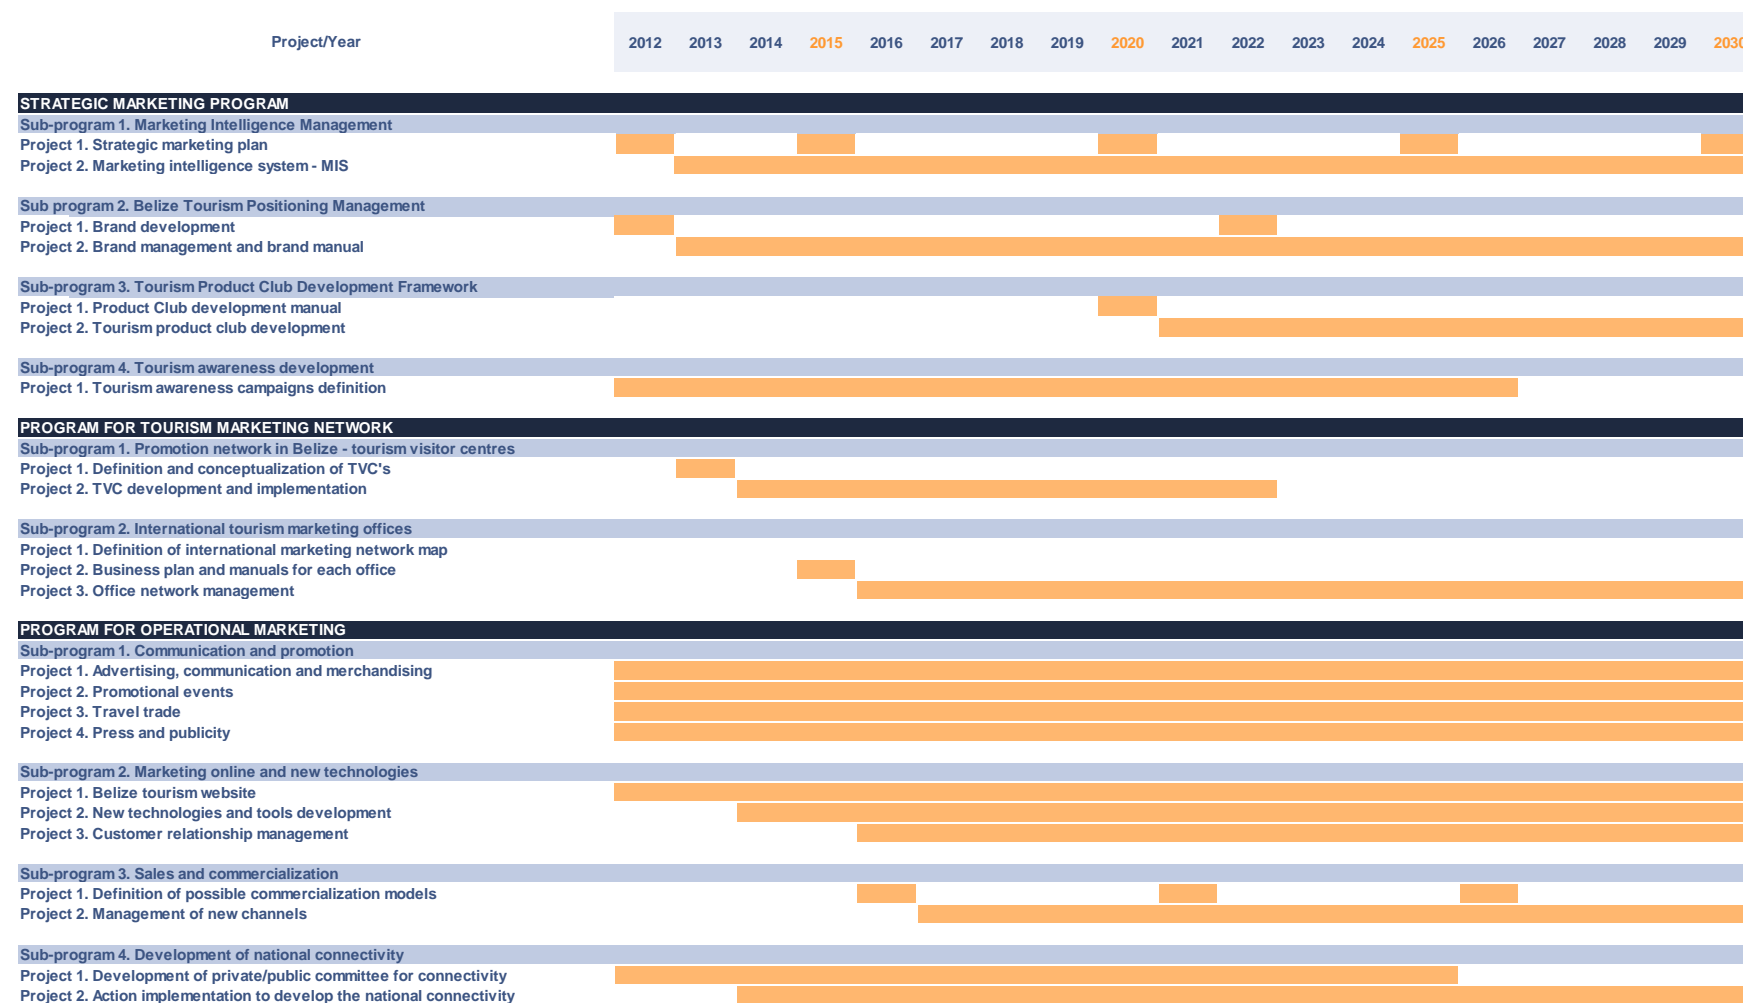 Project/Year 2012 2013 2014 2015 2016 2017 2018 2019 2020 2021 2022 2023 2024 2025 2026 2027 2028 2029 2030
STRATEGIC MARKETING PROGRAM
Sub-program 1. Marketing Intelligence Management
Project 1. Strategic marketing plan
Project 2. Marketing intelligence system - MIS
Sub program 2. Belize Tourism Positioning Management
Project 1. Brand development
Project 2. Brand management and brand manual
Sub-program 3. Tourism Product Club Development Framework
Project 1. Product Club development manual
Project 2. Tourism product club development
Sub-program 4. Tourism awareness development
Project 1. Tourism awareness campaigns definition
PROGRAM FOR TOURISM MARKETING NETWORK
Sub-program 1. Promotion network in Belize - tourism visitor centres
Project 1. Definition and conceptualization of TVC's
Project 2. TVC development and implementation
Sub-program 2. International tourism marketing offices
Project 1. Definition of international marketing network map
Project 2. Business plan and manuals for each office
Project 3. Office network management
PROGRAM FOR OPERATIONAL MARKETING
Sub-program 1. Communication and promotion
Project 1. Advertising, communication and merchandising
Project 2. Promotional events
Project 3. Travel trade
Project 4. Press and publicity
Sub-program 2. Marketing online and new technologies
Project 1. Belize tourism website
Project 2. New technologies and tools development
Project 3. Customer relationship management
Sub-program 3. Sales and commercialization
Project 1. Definition of possible commercialization models
Project 2. Management of new channels
Sub-program 4. Development of national connectivity
Project 1. Development of private/public committee for connectivity
Project 2. Action implementation to develop the national connectivity